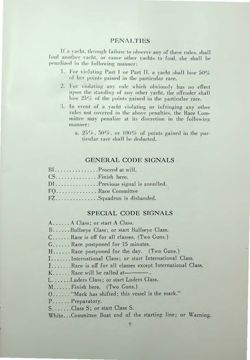 PENALTIES
If a yacht, through failure to observe any of these rules, shall
foul another yacht, or cause other yachts to foul, she shall be
penalized in the following manner:
1. For violating Part I or Part II, a yacht shall lose 50%
of her points gained in the particular race.
2. For violating any rule which obviously has no effect
upon the standing of any other yacht, the offender shall
lose 25% of the points gained in the particular race.
3. In event of a yacht violating or infringing any other
rules not covered in the above penalties, the Race Com-
mittee may penalize at its discretion in the following
manner:
a. 25%, 50%, or 100% of points gained in the par-
ticular race shall be deducted.
GENERAL CODE SIGNALS
BI..............Proceed at will.
CS..............Finish here.
DI..............Previous signal is annulled.
FO..............Race Committee
FZ..............Squadron is disbanded.
SPECIAL CODE SIGNALS
A......A Class; or start A Class.
B......Bullseye Class; or start Bullseye Class.
C......Race is off for all classes. (Two Guns.)
G......Race postponed for 15 minutes.
H......Race postponed for the day. (Two Guns.)
I......International Class; or start International Class.
J......Race is off for all classes except International Class.
K......Race will be called at———.
L......Luders Class; or start Luders Class.
M......Finish here. (Two Guns.)
O......"Mark has shifted; this vessel is the mark."
P......Preparatory.
S......Class S; or start Class S.
White...Committee Boat end of the starting line; or Warning.